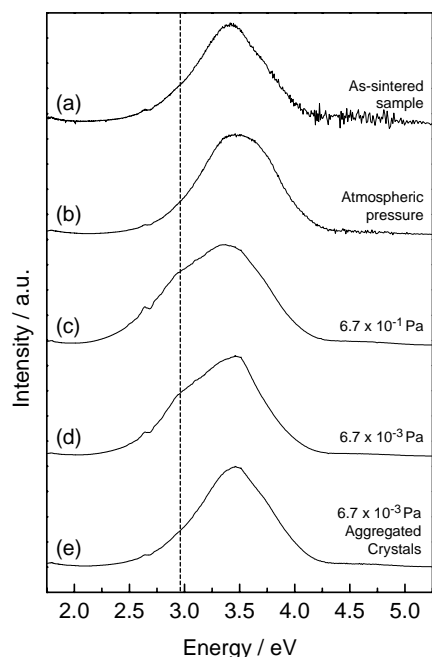 (a)
As-sintered
sample
(b)
Atmospheric
pressure
(c)
6.7 x 10⁻¹ Pa
(d)
6.7 x 10⁻³ Pa
(e)
6.7 x 10⁻³ Pa
Aggregated
Crystals
Intensity / a.u.
2.0 2.5 3.0 3.5 4.0 4.5 5.0
Energy / eV